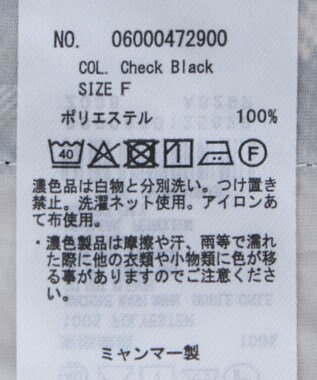 NO. 06000472900
COL. Check Black
SIZE F
ポリエステル 100%
40 F
濃色品は白物と分別洗い。つけ置き
禁止。洗濯ネット使用。アイロンあ
て布使用。
・濃色製品は摩擦や汗、雨等で濡れ
た際に他の衣類や小物類に色が移
る事がありますのでご注意くださ
い。
ミャンマー製